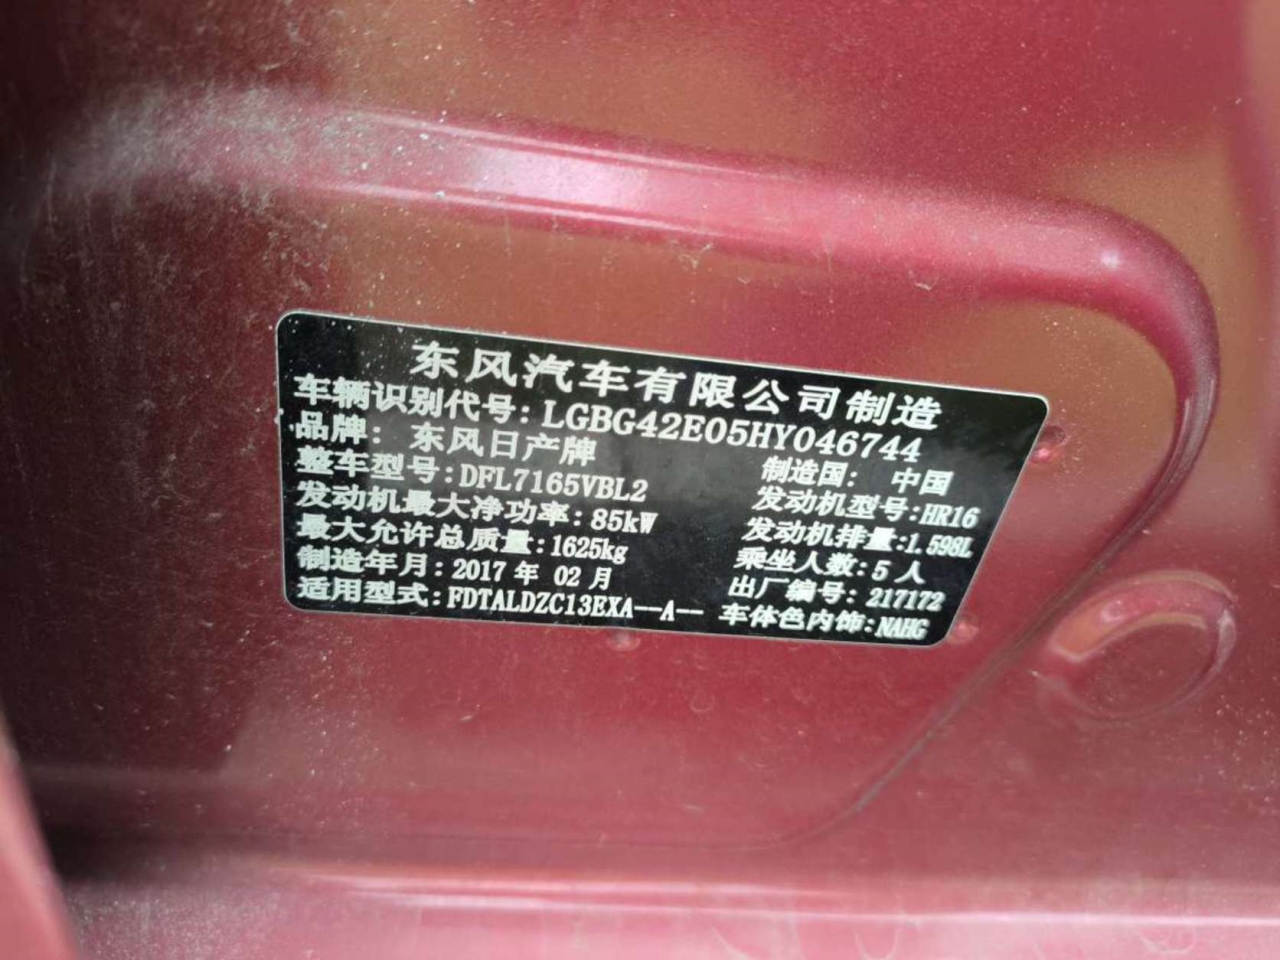 东风汽车有限公司制造
车辆识别代号: LGBG42E05HY046744
品牌: 东风日产牌 制造国: 中国
整车型号:DFL7165VBL2 发动机型号:HR16
发动机最大净功率:85kW 发动机排量:1.598L
最大允许总质量:1625kg 乘坐人数:5人
制造年月:2017年 02月 出厂编号: 217172
适用型式:FDTALDZC13EXA--A-- 车体色内饰:NAHG